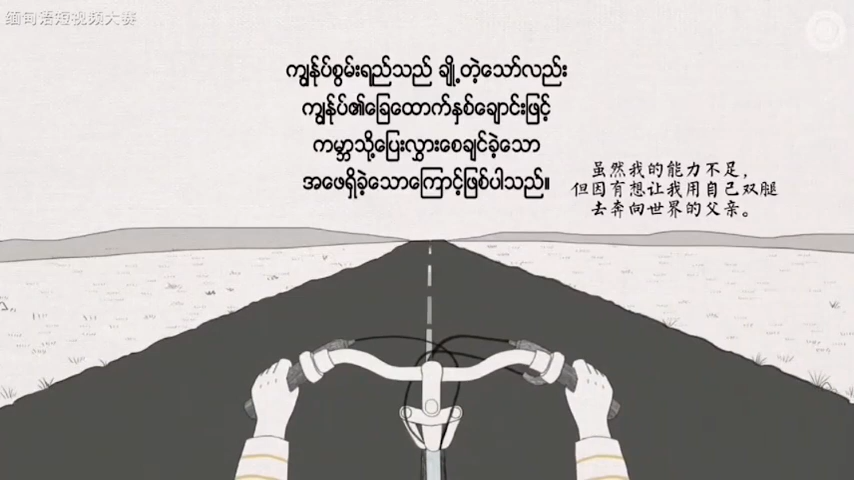 缅甸语短视频大赛
ကျွန်ုပ်စွမ်းရည်သည် ချို့တဲ့သော်လည်း
ကျွန်ုပ်၏ခြေထောက်နှစ်ချောင်းဖြင့်
ကမ္ဘာသို့ပြေးလွှားစေချင်ခဲ့သော
အဖေရှိခဲ့သောကြောင့်ဖြစ်ပါသည်။
虽然我的能力不足，
但因有想让我用自己双腿
去奔向世界的父亲。